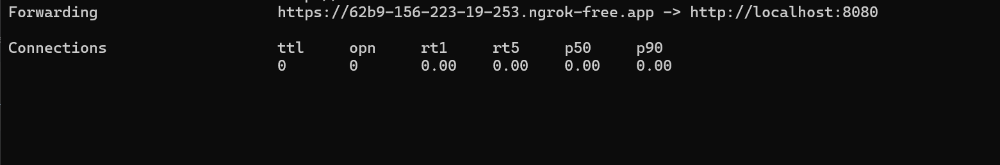 Forwarding https://62b9-156-223-19-253.ngrok-free.app -> http://localhost:8080
Connections ttl opn rt1 rt5 p50 p90
0 0 0.00 0.00 0.00 0.00